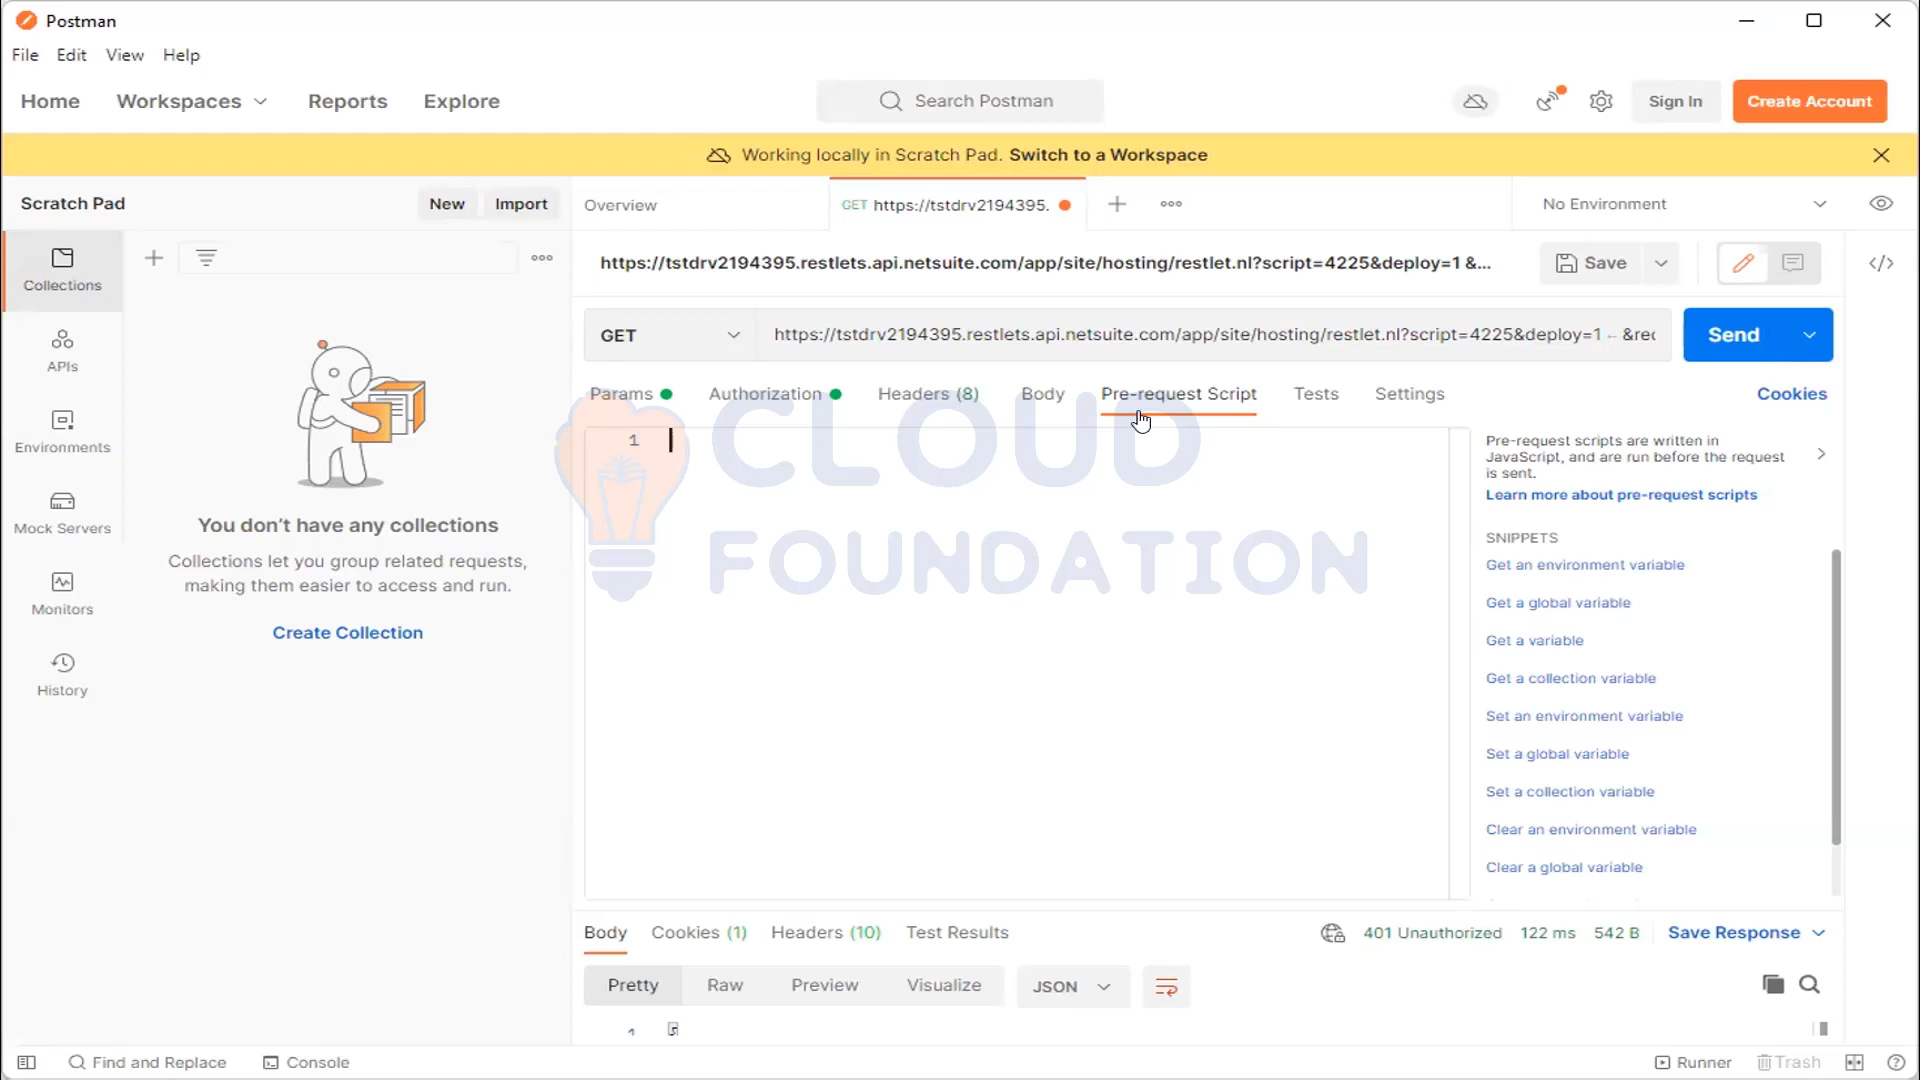 Postman
File Edit View Help
Home Workspaces Reports Explore
Search Postman
Sign In
Create Account
Working locally in Scratch Pad. Switch to a Workspace
Scratch Pad
New
Import
Overview
GET https://tstdrv2194395.
No Environment
Collections
https://tstdrv2194395.restlets.api.netsuite.com/app/site/hosting/restlet.nl?script=4225&deploy=1 &...
Save
APIs
GET
https://tstdrv2194395.restlets.api.netsuite.com/app/site/hosting/restlet.nl?script=4225&deploy=1 -- &rec
Send
Params Authorization Headers (8) Body Pre-request Script Tests Settings Cookies
Environments
Mock Servers
Monitors
History
You don't have any collections
Collections let you group related requests,
making them easier to access and run.
Create Collection
1
CLOUD
FOUNDATION
Pre-request scripts are written in
JavaScript, and are run before the request
is sent.
Learn more about pre-request scripts
SNIPPETS
Get an environment variable
Get a global variable
Get a variable
Get a collection variable
Set an environment variable
Set a global variable
Set a collection variable
Clear an environment variable
Clear a global variable
Body Cookies (1) Headers (10) Test Results
401 Unauthorized 122 ms 542 B Save Response
Pretty Raw Preview Visualize JSON
Find and Replace Console
Runner Trash